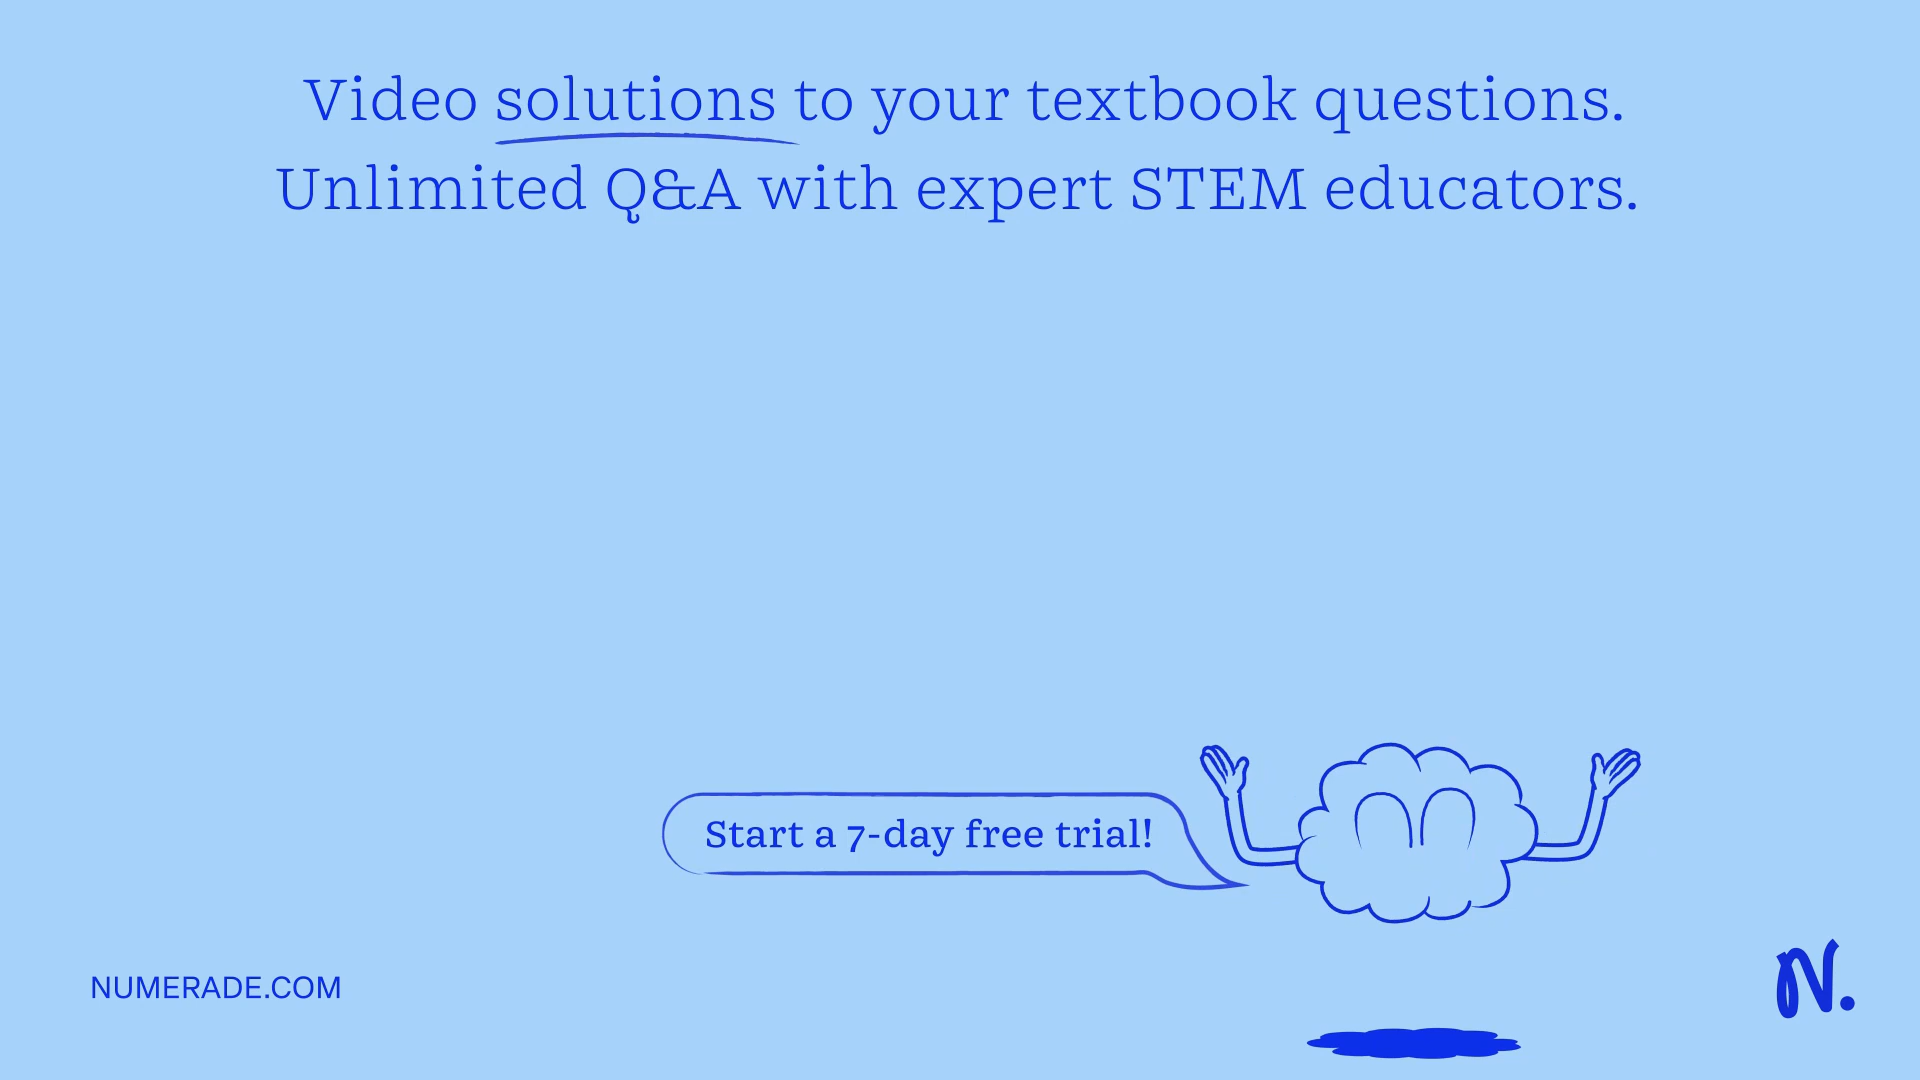 Video solutions to your textbook questions.
Unlimited Q&A with expert STEM educators.
Start a 7-day free trial!
NUMERADE.COM
N.